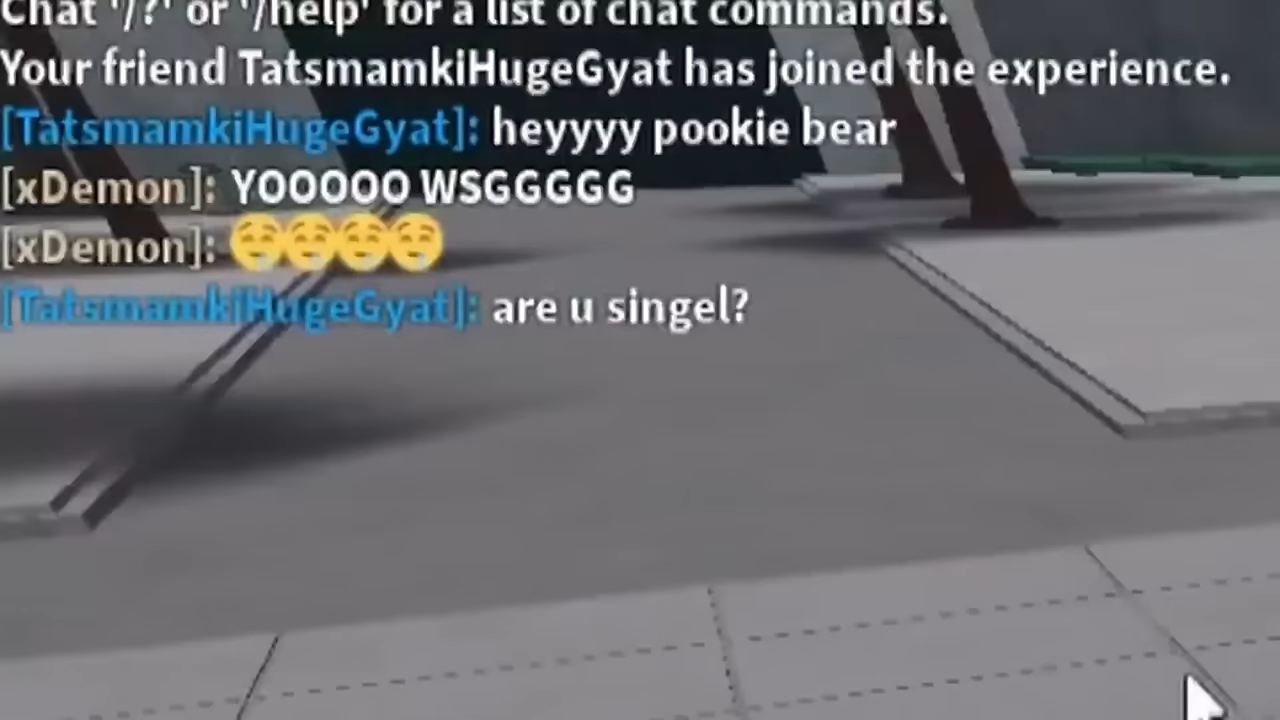 Chat '/?' or '/help' for a list of chat commands.
Your friend TatsmamkiHugeGyat has joined the experience.
[TatsmamkiHugeGyat]: heyyyy pookie bear
[xDemon]: YOOOOO WSGGGGG
[xDemon]: 🤤🤤🤤🤤
[TatsmamkiHugeGyat]: are u singel?